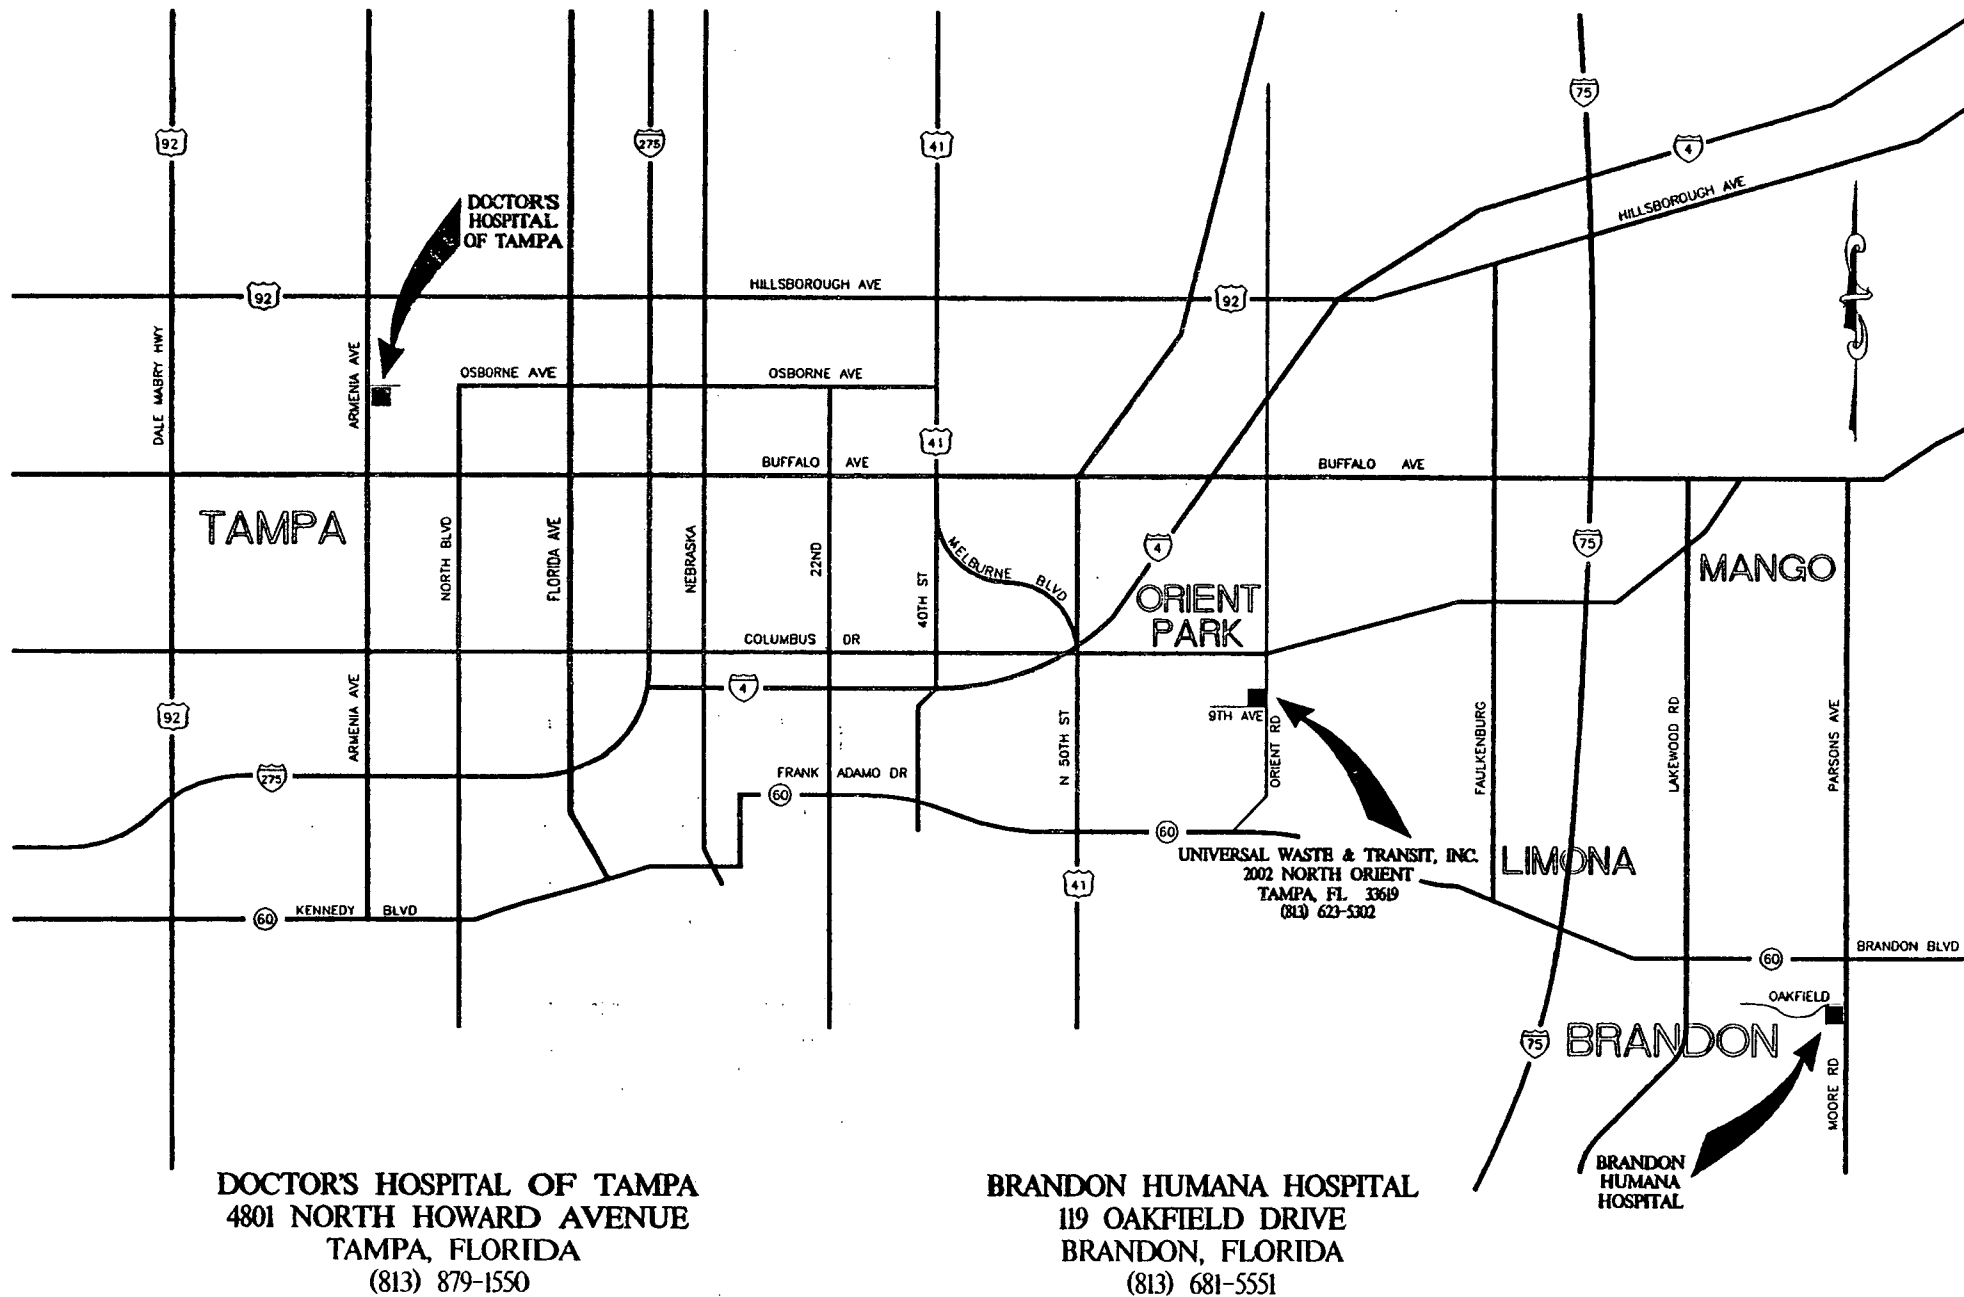 75
92
275
41
4
DOCTOR'S
HOSPITAL
OF TAMPA
HILLSBOROUGH AVE
HILLSBOROUGH AVE
92
92
DALE MABRY HWY
ARMENIA AVE
OSBORNE AVE
OSBORNE AVE
41
BUFFALO AVE
BUFFALO AVE
TAMPA
NORTH BLVD
FLORIDA AVE
NEBRASKA
22ND
40TH ST
MELBURNE BLVD
4
75
ORIENT
PARK
MANGO
COLUMBUS DR
4
92
ARMENIA AVE
N 50TH ST
9TH AVE
ORIENT RD
FAULKENBURG
LAKEWOOD RD
PARSONS AVE
275
FRANK ADAMO DR
60
60
UNIVERSAL WASTE & TRANSIT, INC.
2002 NORTH ORIENT
TAMPA, FL 33619
(813) 623-5302
LIMONA
41
60
KENNEDY BLVD
60
BRANDON BLVD
OAKFIELD
75
BRANDON
MOORE RD
BRANDON
HUMANA
HOSPITAL
DOCTOR'S HOSPITAL OF TAMPA
4801 NORTH HOWARD AVENUE
TAMPA, FLORIDA
(813) 879-1550
BRANDON HUMANA HOSPITAL
119 OAKFIELD DRIVE
BRANDON, FLORIDA
(813) 681-5551